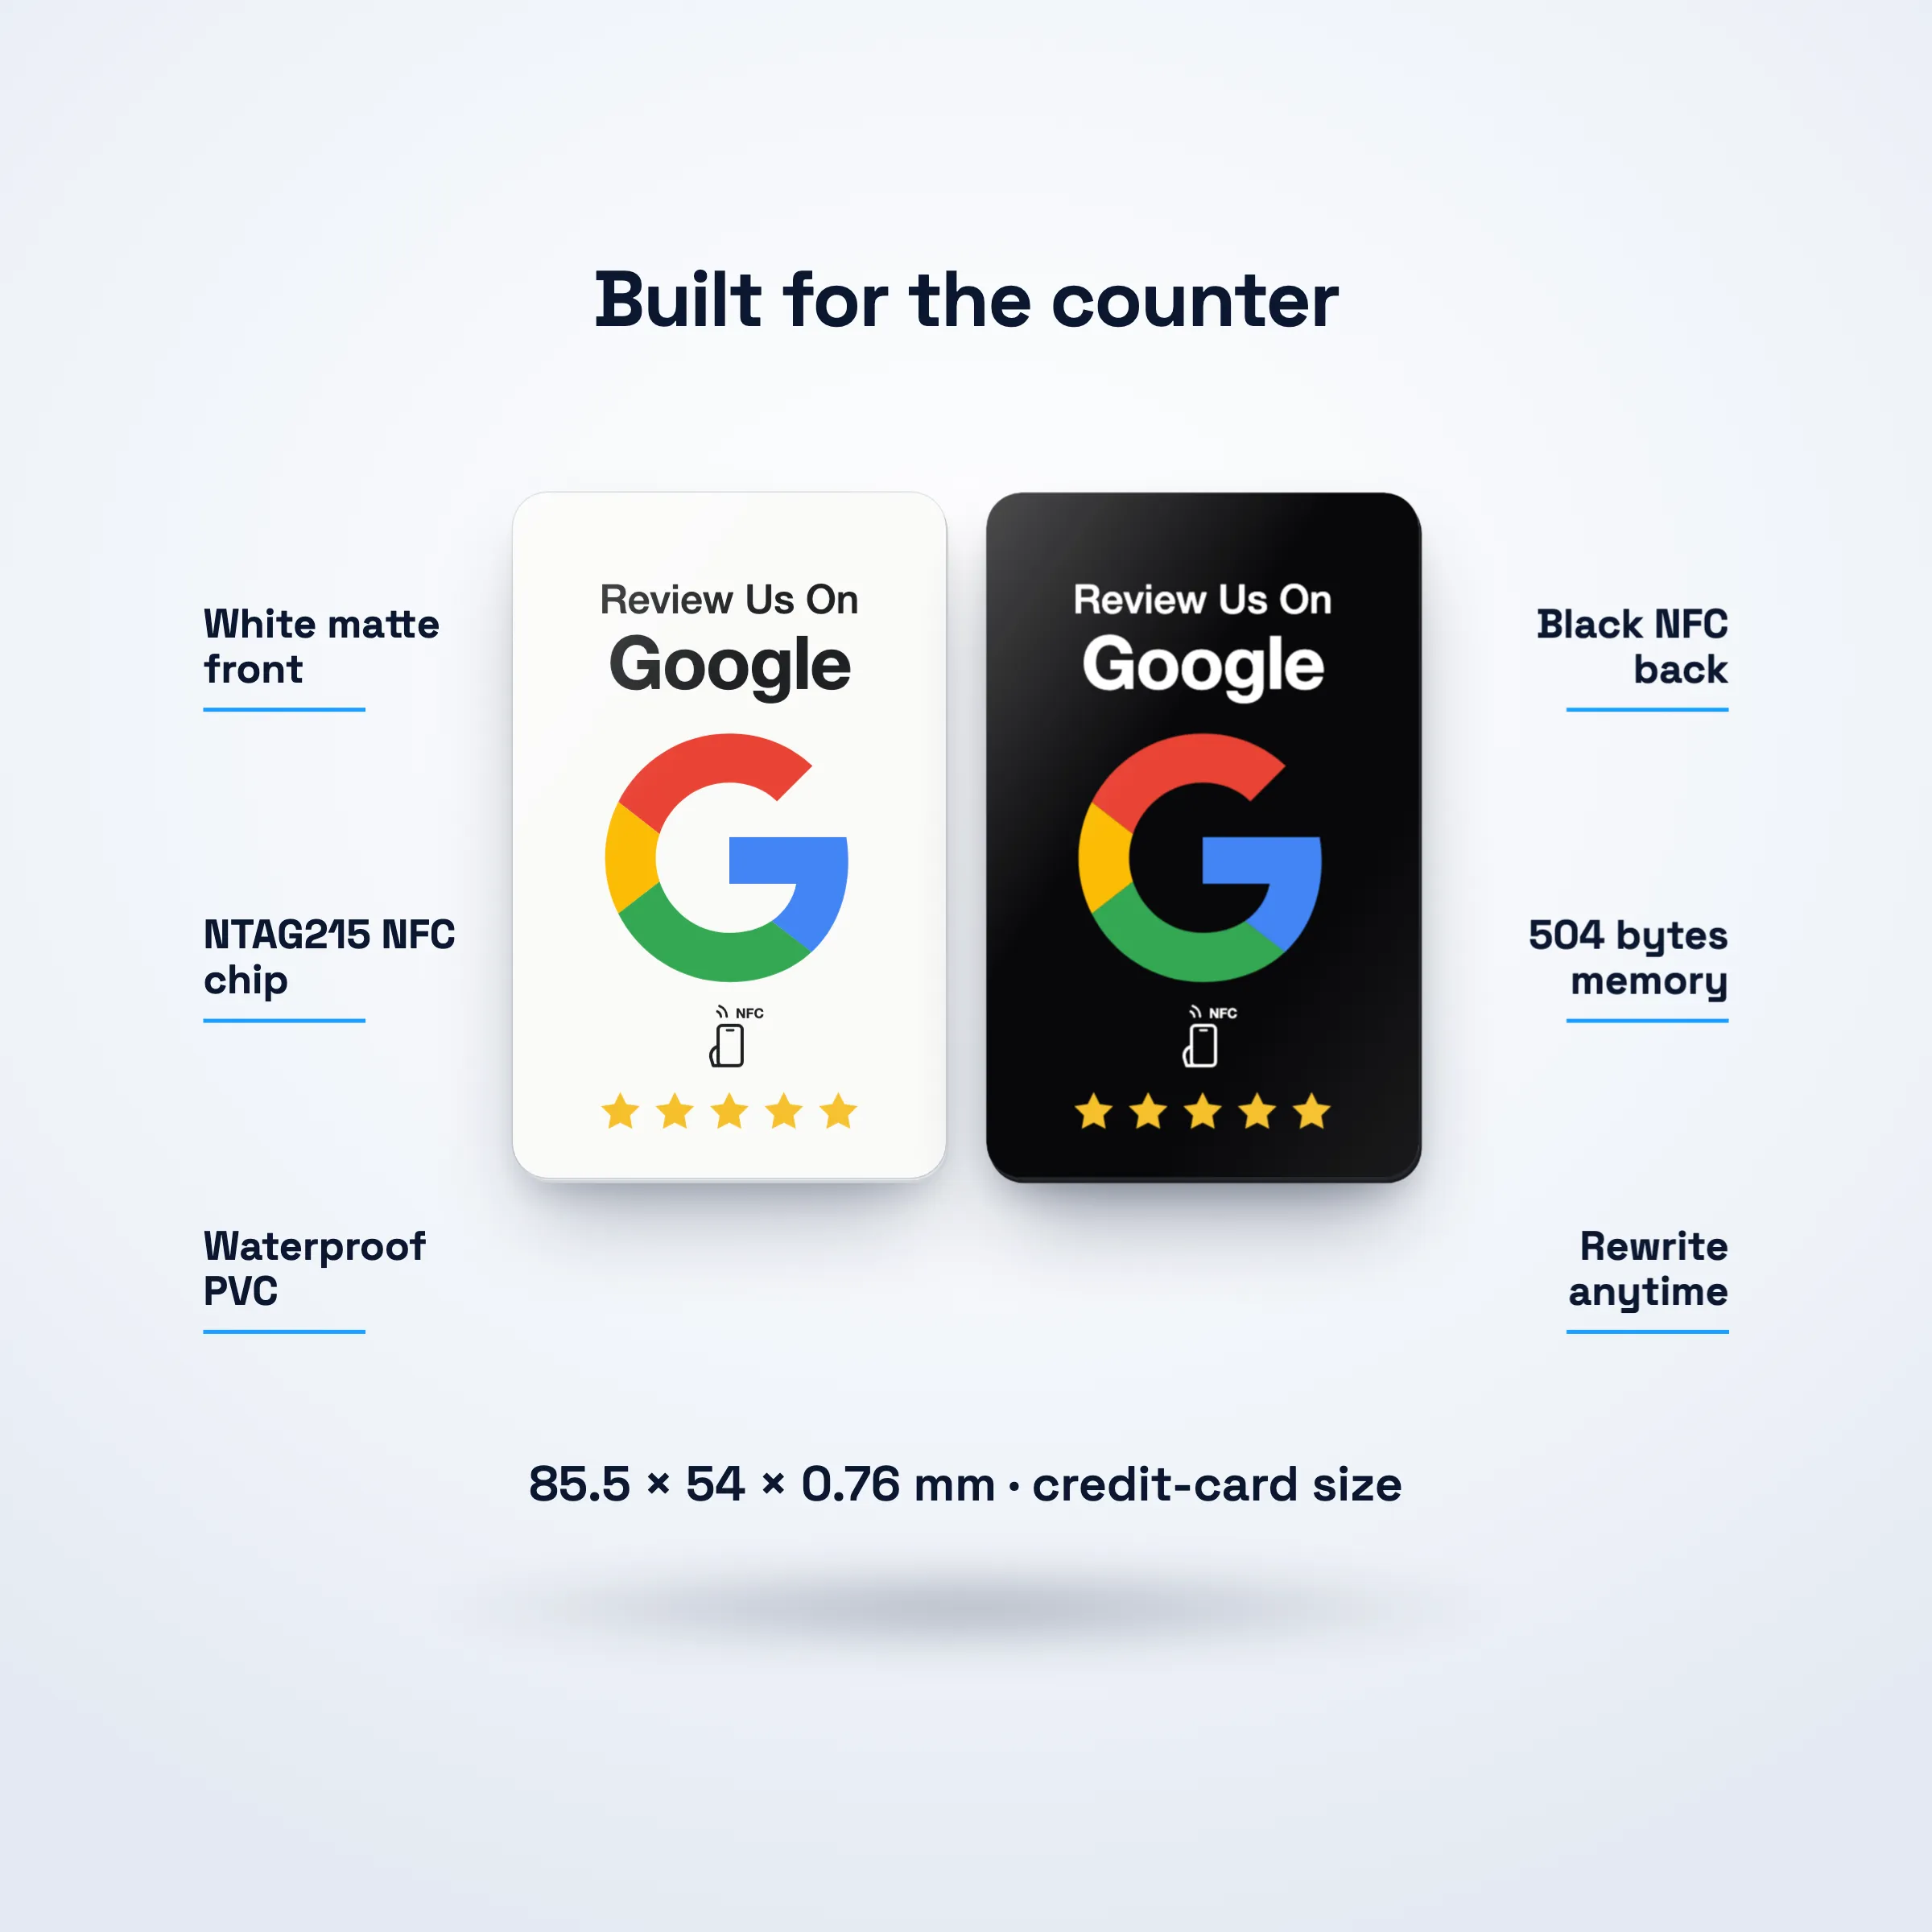 Built for the counter
White matte
front
NTAG215 NFC
chip
Waterproof
PVC
Review Us On
Google
NFC
Review Us On
Google
NFC
Black NFC
back
504 bytes
memory
Rewrite
anytime
85.5 × 54 × 0.76 mm · credit-card size